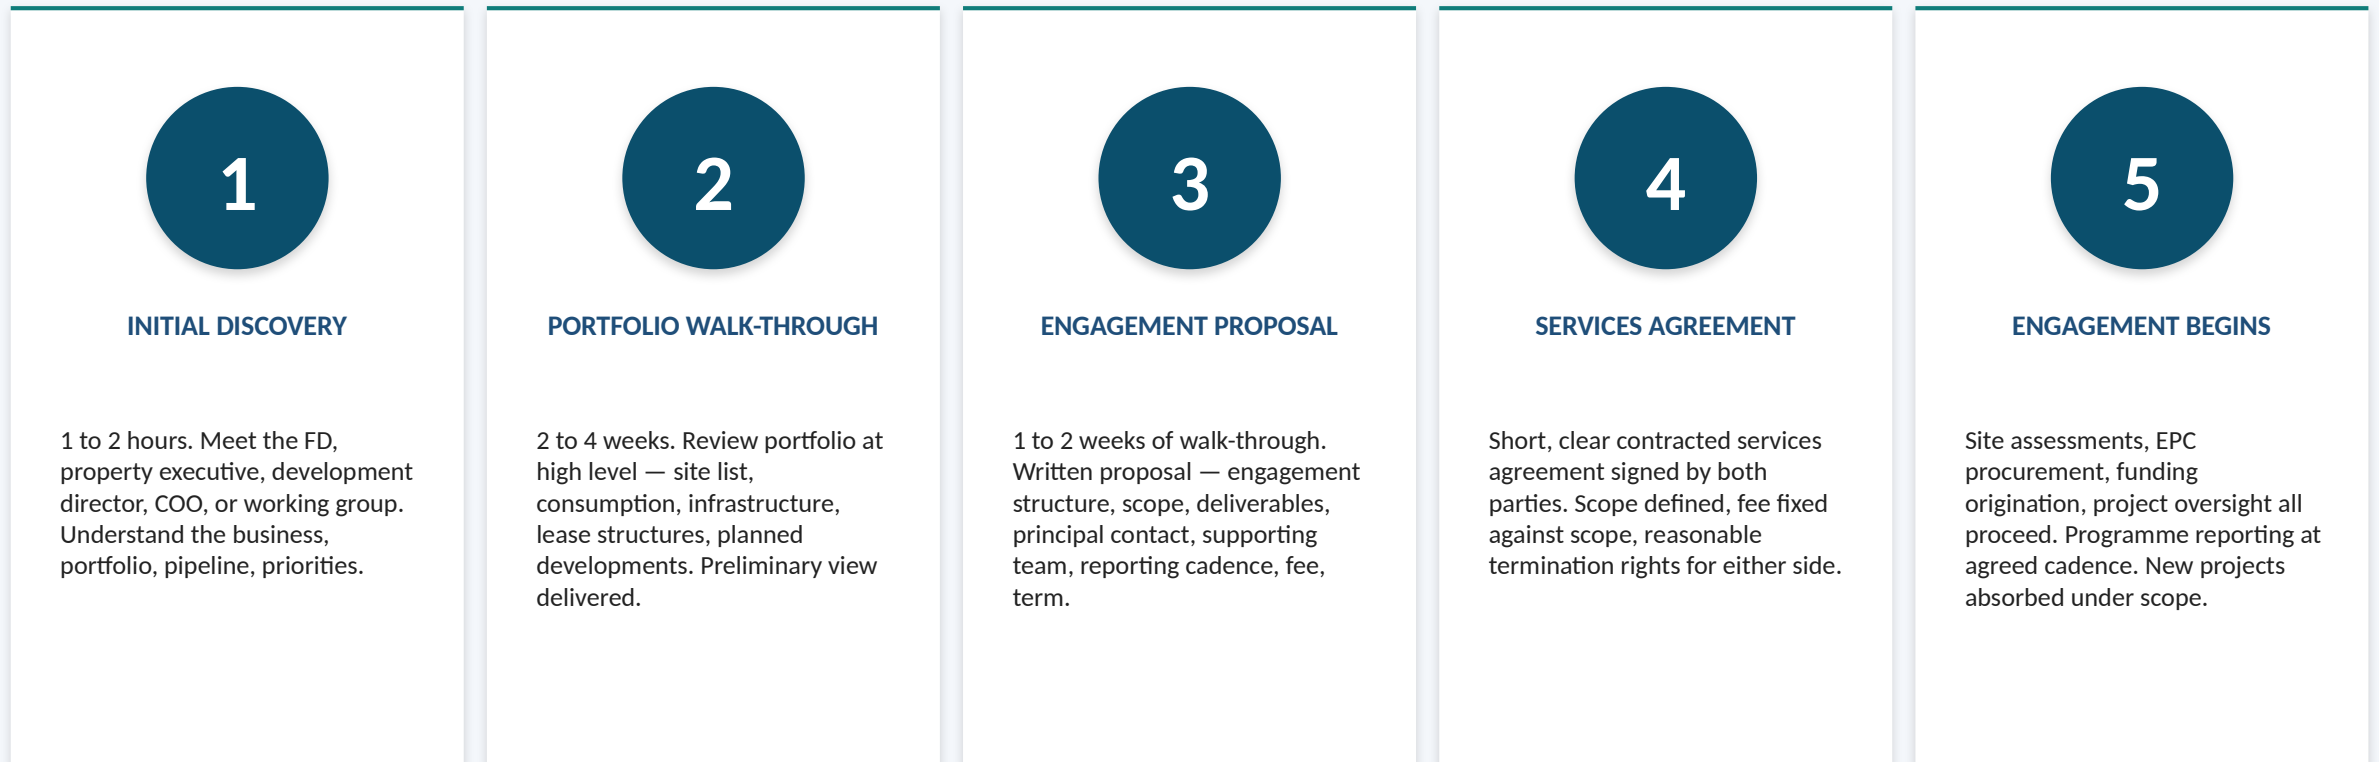 1
INITIAL DISCOVERY
1 to 2 hours. Meet the FD,
property executive, development
director, COO, or working group.
Understand the business,
portfolio, pipeline, priorities.
2
PORTFOLIO WALK-THROUGH
2 to 4 weeks. Review portfolio at
high level — site list,
consumption, infrastructure,
lease structures, planned
developments. Preliminary view
delivered.
3
ENGAGEMENT PROPOSAL
1 to 2 weeks of walk-through.
Written proposal — engagement
structure, scope, deliverables,
principal contact, supporting
team, reporting cadence, fee,
term.
4
SERVICES AGREEMENT
Short, clear contracted services
agreement signed by both
parties. Scope defined, fee fixed
against scope, reasonable
termination rights for either side.
5
ENGAGEMENT BEGINS
Site assessments, EPC
procurement, funding
origination, project oversight all
proceed. Programme reporting at
agreed cadence. New projects
absorbed under scope.